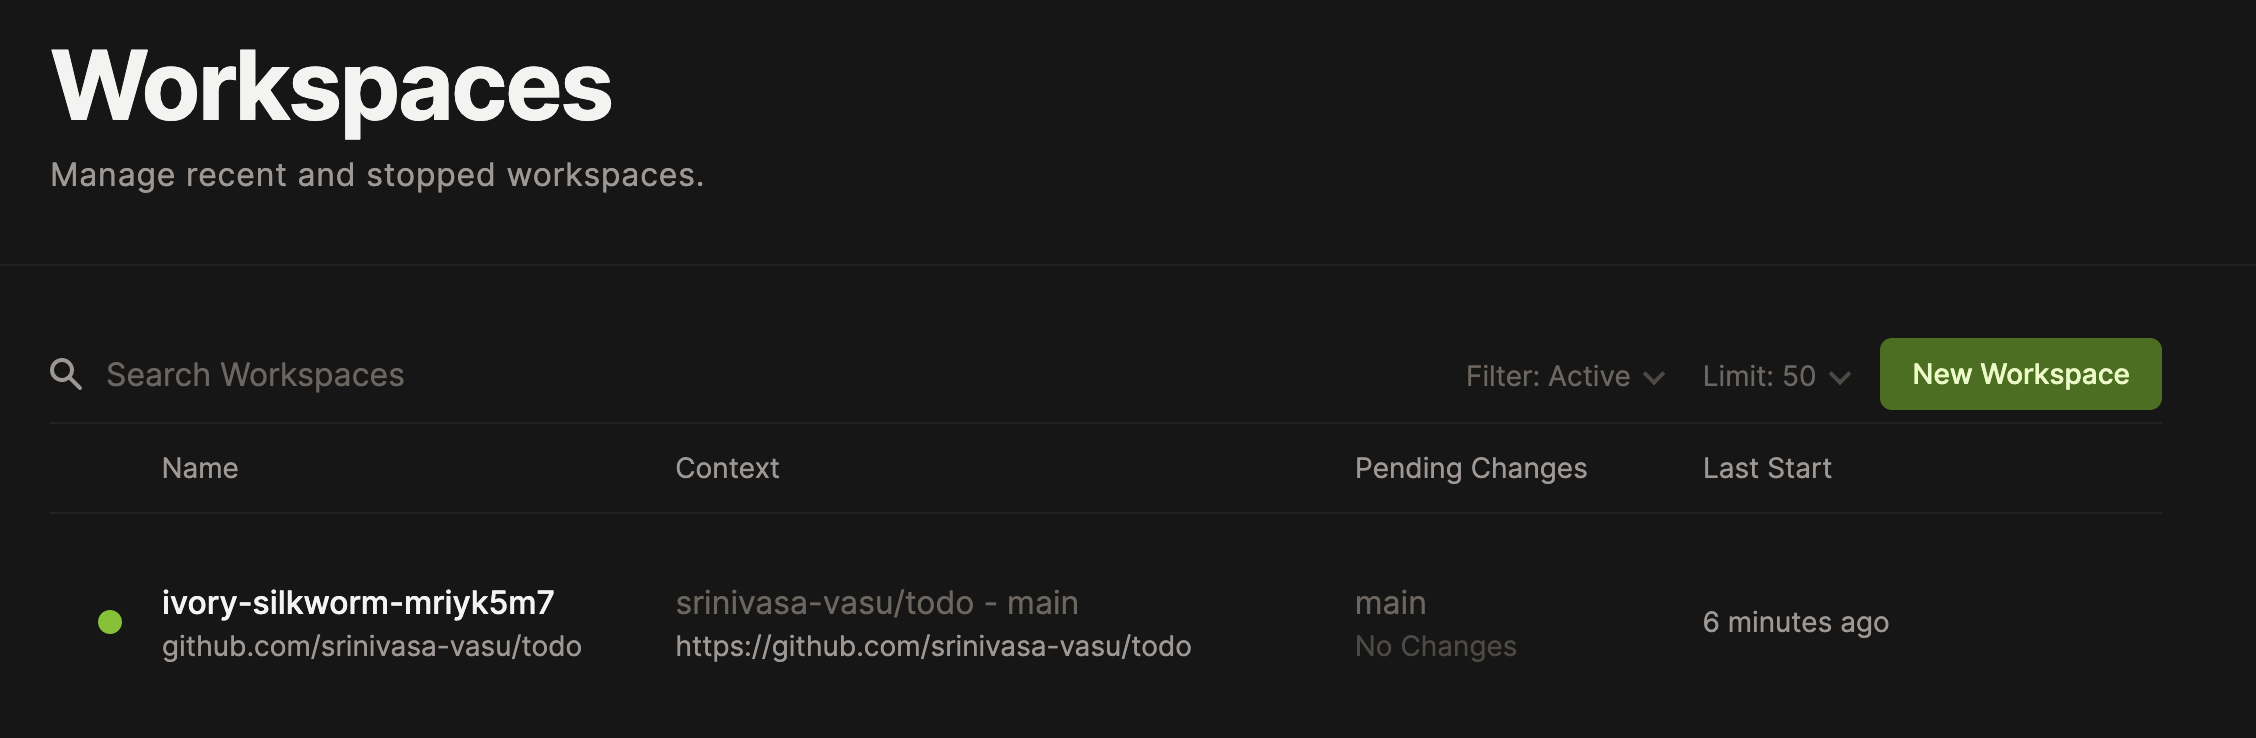 Workspaces
Manage recent and stopped workspaces.
Search Workspaces
Filter: Active
Limit: 50
New Workspace
Name
Context
Pending Changes
Last Start
ivory-silkworm-mriyk5m7
github.com/srinivasa-vasu/todo
srinivasa-vasu/todo - main
https://github.com/srinivasa-vasu/todo
main
No Changes
6 minutes ago